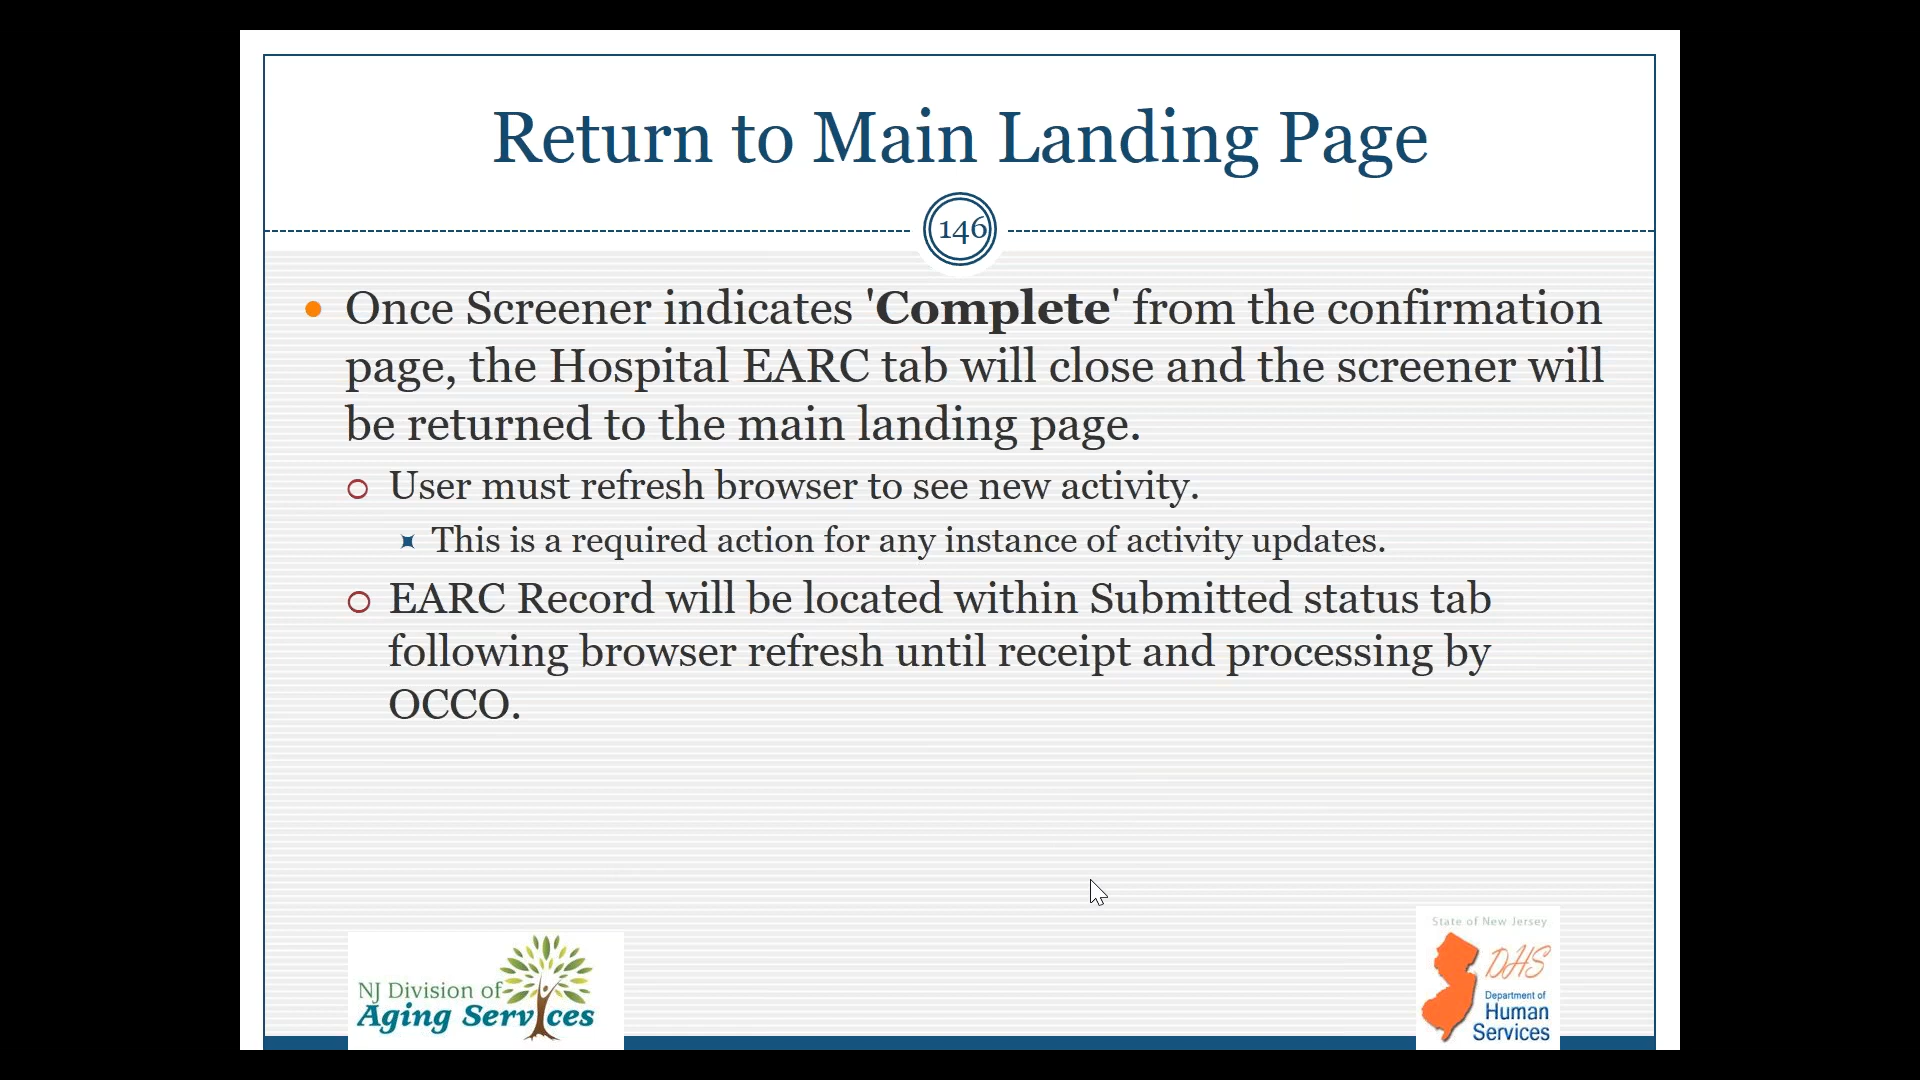 Return to Main Landing Page
146
Once Screener indicates 'Complete' from the confirmation
page, the Hospital EARC tab will close and the screener will
be returned to the main landing page.
User must refresh browser to see new activity.
This is a required action for any instance of activity updates.
EARC Record will be located within Submitted status tab
following browser refresh until receipt and processing by
OCCO.
NJ Division of
Aging Services
State of New Jersey
DHS
Department of
Human
Services